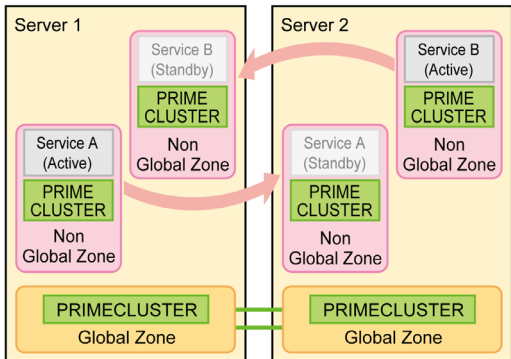 Server 1
Service B
(Standby)
PRIME
CLUSTER
Non
Global Zone
Service A
(Active)
PRIME
CLUSTER
Non
Global Zone
PRIMECLUSTER
Global Zone
Server 2
Service B
(Active)
PRIME
CLUSTER
Non
Global Zone
Service A
(Standby)
PRIME
CLUSTER
Non
Global Zone
PRIMECLUSTER
Global Zone